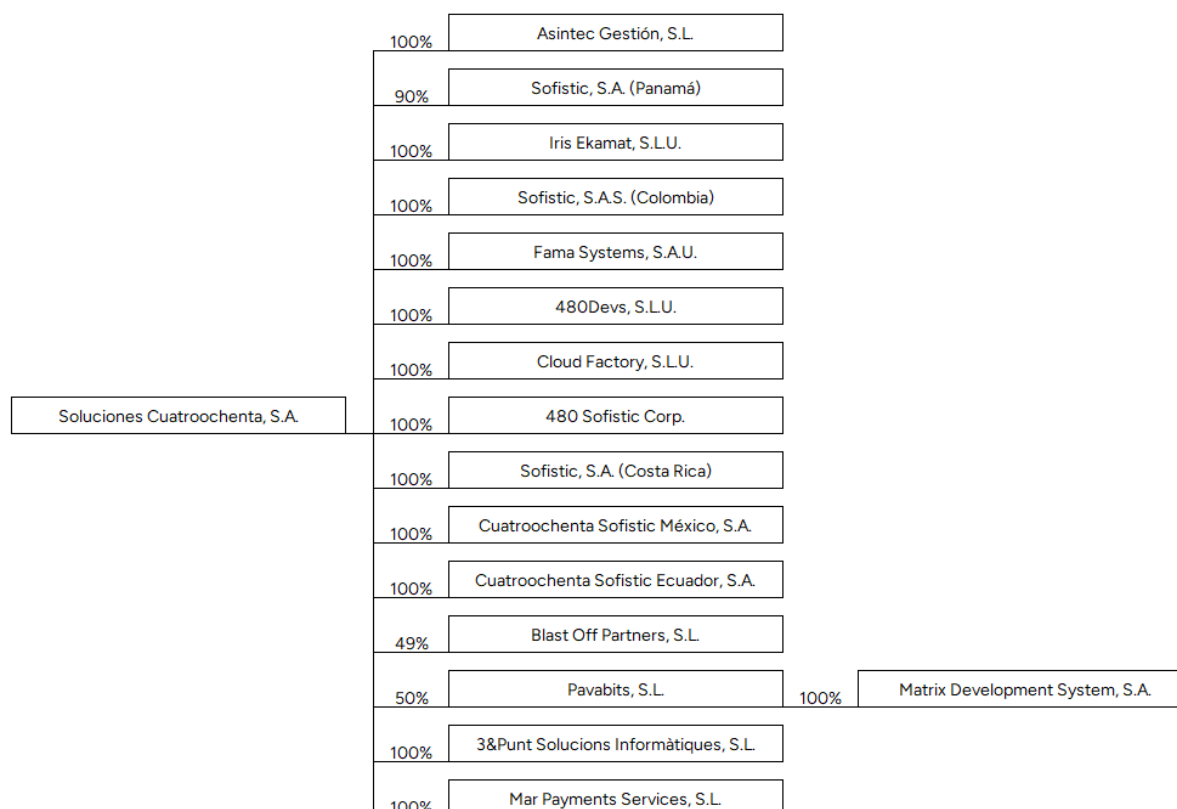 Asintec Gestión, S.L.
100%
Sofistic, S.A. (Panamá)
90%
Iris Ekamat, S.L.U.
100%
Sofistic, S.A.S. (Colombia)
100%
Fama Systems, S.A.U.
100%
480Devs, S.L.U.
100%
Cloud Factory, S.L.U.
100%
Soluciones Cuatroochenta, S.A.
480 Sofistic Corp.
100%
Sofistic, S.A. (Costa Rica)
100%
Cuatroochenta Sofistic México, S.A.
100%
Cuatroochenta Sofistic Ecuador, S.A.
100%
Blast Off Partners, S.L.
49%
Pavabits, S.L.
50%
Matrix Development System, S.A.
100%
3&Punt Solucions Informàtiques, S.L.
100%
Mar Payments Services, S.L.
100%